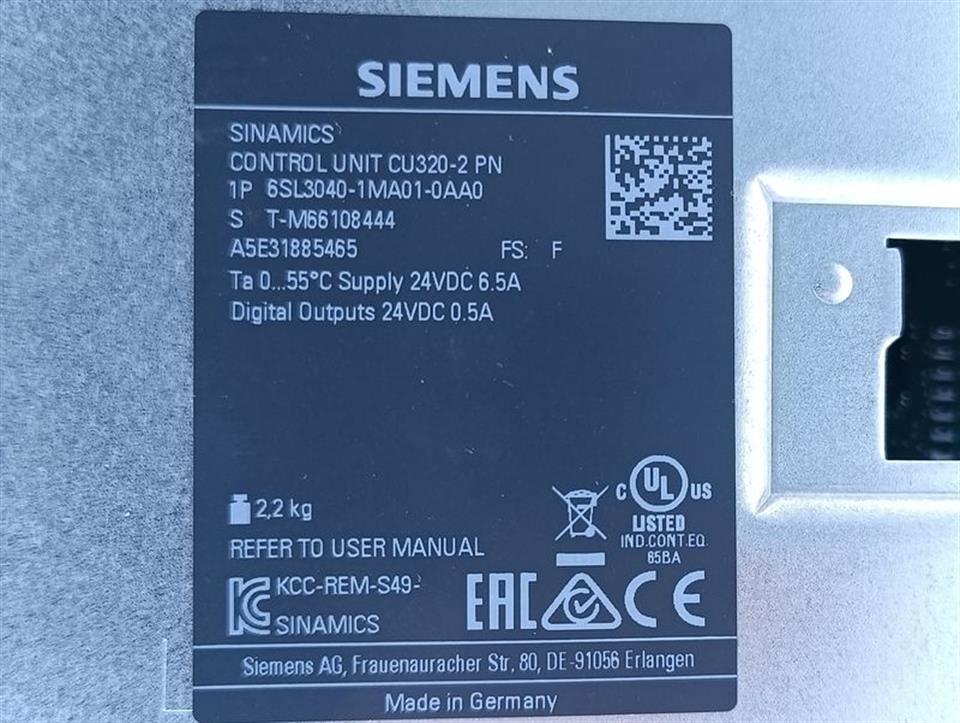 SIEMENS
SINAMICS
CONTROL UNIT CU320-2 PN
1P 6SL3040-1MA01-0AA0
S T-M66108444
A5E31885465 FS: F
Ta 0...55°C Supply 24VDC 6.5A
Digital Outputs 24VDC 0.5A
2,2 kg
REFER TO USER MANUAL
C UL US
LISTED
IND.CONT.EQ.
65BA
KCC-REM-S49-
SINAMICS
EAC CE
Siemens AG, Frauenauracher Str. 80, DE-91056 Erlangen
Made in Germany